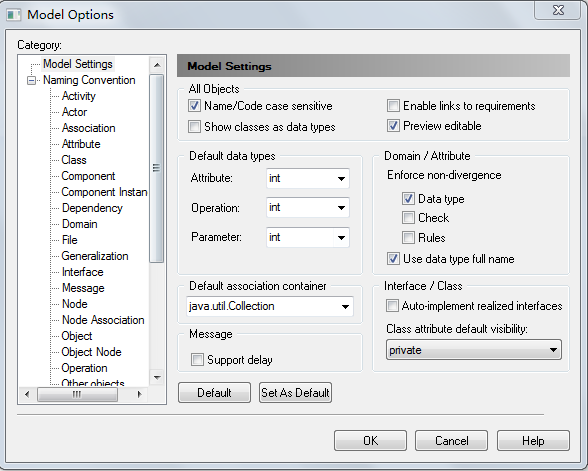 Model Options
Category:
Model Settings
Naming Convention
Activity
Actor
Association
Attribute
Class
Component
Component Instan
Dependency
Domain
File
Generalization
Interface
Message
Node
Node Association
Object
Object Node
Operation
Other objects
Model Settings
All Objects
Name/Code case sensitive
Enable links to requirements
Show classes as data types
Preview editable
Default data types
Attribute: int
Operation: int
Parameter: int
Domain / Attribute
Enforce non-divergence
Data type
Check
Rules
Use data type full name
Default association container
java.util.Collection
Interface / Class
Auto-implement realized interfaces
Class attribute default visibility:
private
Message
Support delay
Default
Set As Default
OK
Cancel
Help